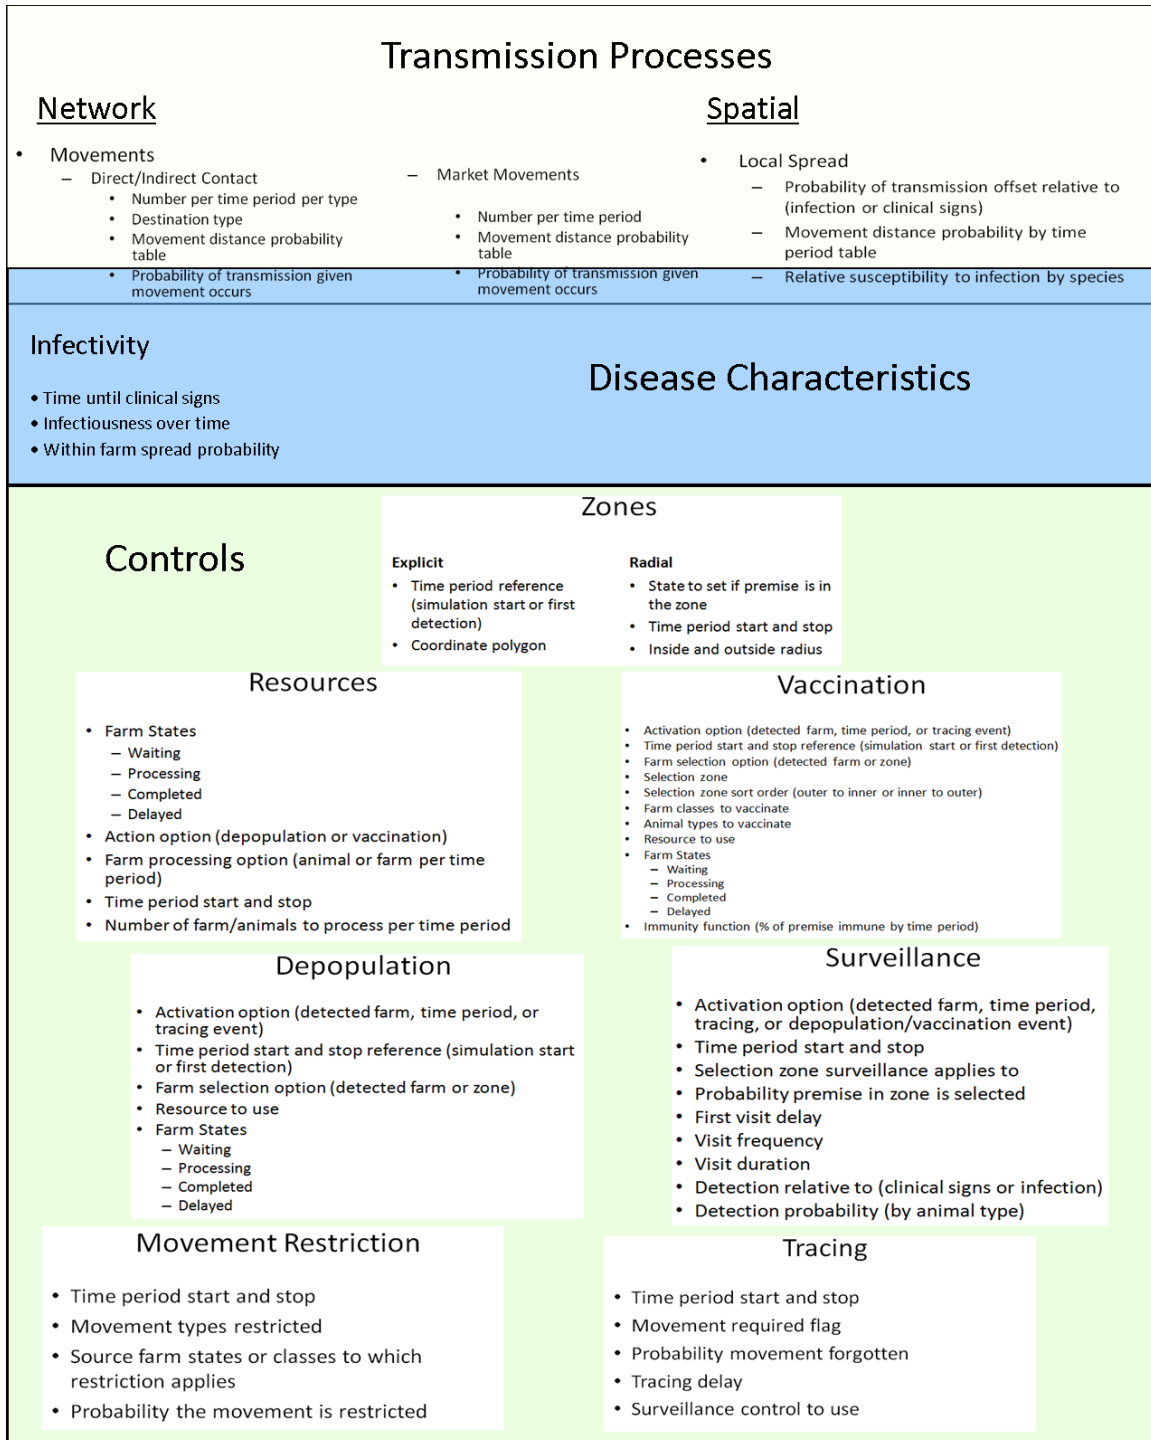 Transmission Processes
Network
• Movements
– Direct/Indirect Contact
• Number per time period per type
• Destination type
• Movement distance probability
table
• Probability of transmission given
movement occurs
– Market Movements
• Number per time period
• Movement distance probability
table
• Probability of transmission given
movement occurs
Spatial
• Local Spread
– Probability of transmission offset relative to
(infection or clinical signs)
– Movement distance probability by time
period table
– Relative susceptibility to infection by species
Infectivity
• Time until clinical signs
• Infectiousness over time
• Within farm spread probability
Disease Characteristics
Controls
Zones
Explicit
• Time period reference
(simulation start or first
detection)
• Coordinate polygon
Radial
• State to set if premise is in
the zone
• Time period start and stop
• Inside and outside radius
Resources
• Farm States
– Waiting
– Processing
– Completed
– Delayed
• Action option (depopulation or vaccination)
• Farm processing option (animal or farm per time
period)
• Time period start and stop
• Number of farm/animals to process per time period
Vaccination
• Activation option (detected farm, time period, or tracing event)
• Time period start and stop reference (simulation start or first detection)
• Farm selection option (detected farm or zone)
• Selection zone
• Selection zone sort order (outer to inner or inner to outer)
• Farm classes to vaccinate
• Animal types to vaccinate
• Resource to use
• Farm States
– Waiting
– Processing
– Completed
– Delayed
• Immunity function (% of premise immune by time period)
Depopulation
• Activation option (detected farm, time period, or
tracing event)
• Time period start and stop reference (simulation start
or first detection)
• Farm selection option (detected farm or zone)
• Resource to use
• Farm States
– Waiting
– Processing
– Completed
– Delayed
Surveillance
• Activation option (detected farm, time period,
tracing, or depopulation/vaccination event)
• Time period start and stop
• Selection zone surveillance applies to
• Probability premise in zone is selected
• First visit delay
• Visit frequency
• Visit duration
• Detection relative to (clinical signs or infection)
• Detection probability (by animal type)
Movement Restriction
• Time period start and stop
• Movement types restricted
• Source farm states or classes to which
restriction applies
• Probability the movement is restricted
Tracing
• Time period start and stop
• Movement required flag
• Probability movement forgotten
• Tracing delay
• Surveillance control to use